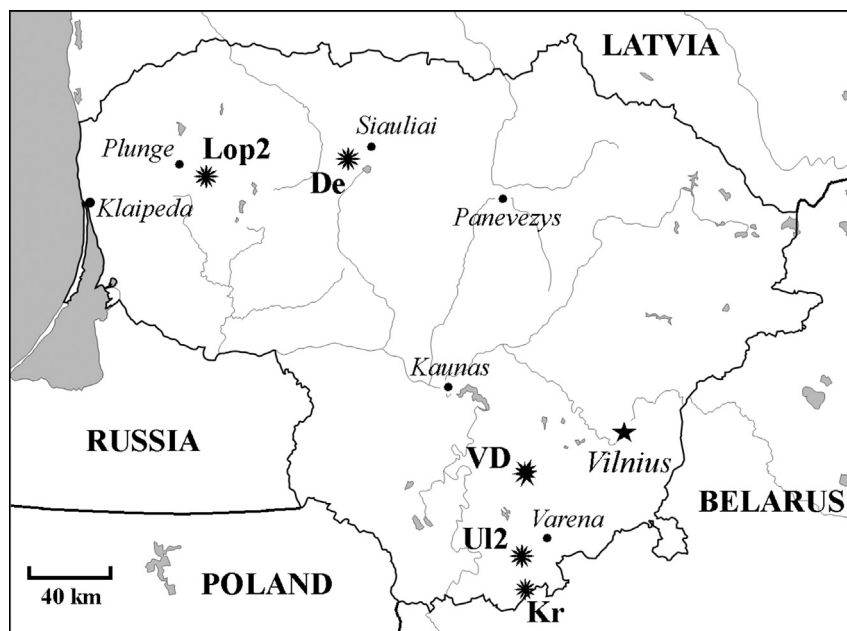 LATVIA
Siauliai
Plunge
Lop2
De
Klaipeda
Panevezys
Kaunas
RUSSIA
VD
Vilnius
BELARUS
Varena
Ul2
40 km
POLAND
Kr